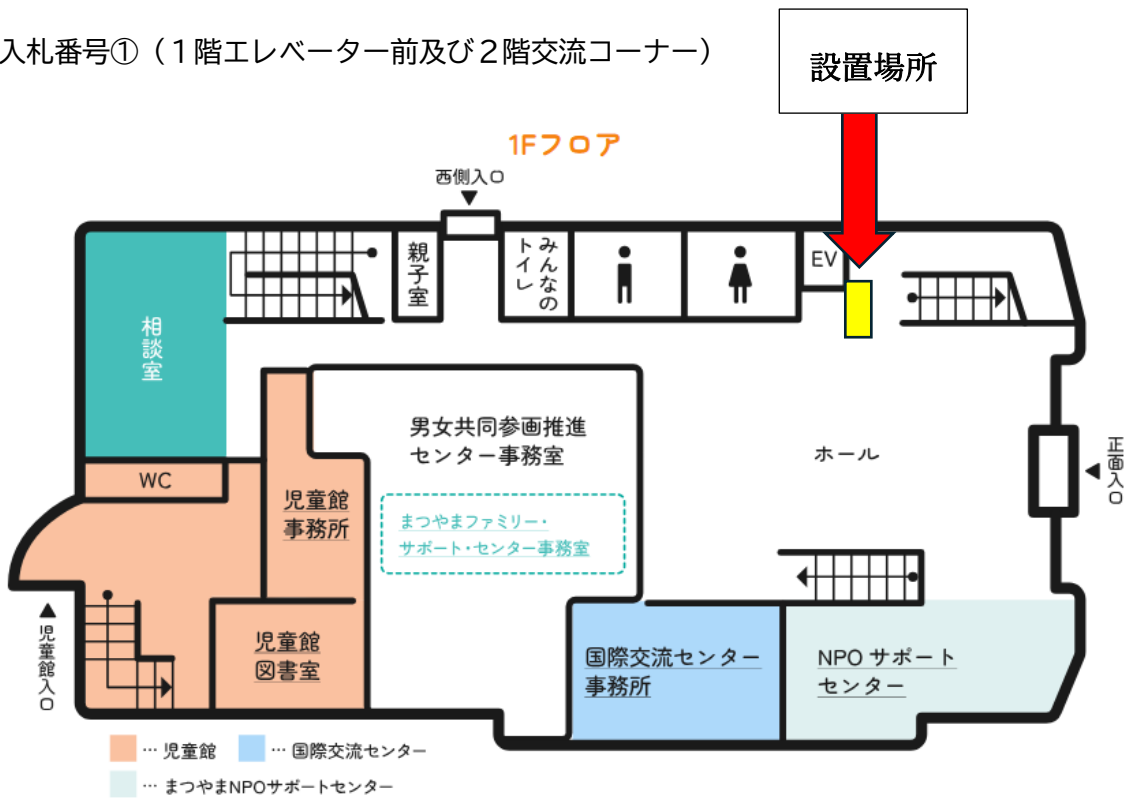 入札番号①（１階エレベーター前及び２階交流コーナー）
設置場所
1Fフロア
西側入口
親子室
みんなの
トイレ
EV
相談室
男女共同参画推進
センター事務室
ホール
正面入口
WC
児童館
事務所
まつやまファミリー・
サポート・センター事務室
児童館入口
児童館
図書室
国際交流センター
事務所
NPO サポート
センター
… 児童館
… 国際交流センター
… まつやまNPOサポートセンター